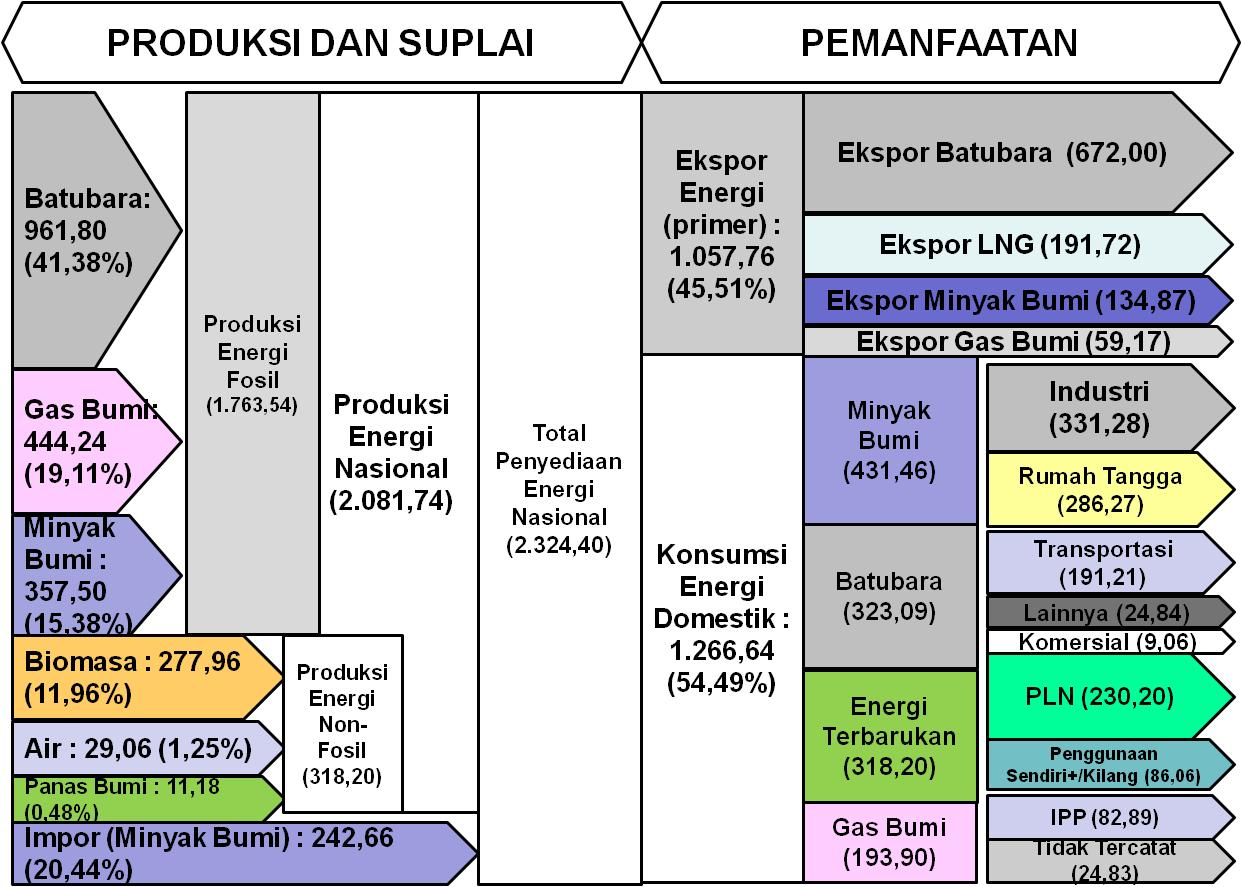 PRODUKSI DAN SUPLAI
PEMANFAATAN
Batubara:
961,80
(41,38%)
Gas Bumi:
444,24
(19,11%)
Minyak
Bumi :
357,50
(15,38%)
Biomasa : 277,96
(11,96%)
Air : 29,06 (1,25%)
Panas Bumi : 11,18
(0,48%)
Impor (Minyak Bumi) : 242,66
(20,44%)
Produksi
Energi
Fosil
(1.763,54)
Produksi
Energi
Non-
Fosil
(318,20)
Produksi
Energi
Nasional
(2.081,74)
Total
Penyediaan
Energi
Nasional
(2.324,40)
Ekspor
Energi
(primer) :
1.057,76
(45,51%)
Konsumsi
Energi
Domestik :
1.266,64
(54,49%)
Ekspor Batubara (672,00)
Ekspor LNG (191,72)
Ekspor Minyak Bumi (134,87)
Ekspor Gas Bumi (59,17)
Minyak
Bumi
(431,46)
Batubara
(323,09)
Energi
Terbarukan
(318,20)
Gas Bumi
(193,90)
Industri
(331,28)
Rumah Tangga
(286,27)
Transportasi
(191,21)
Lainnya (24,84)
Komersial (9,06)
PLN (230,20)
Penggunaan
Sendiri+/Kilang (86,06)
IPP (82,89)
Tidak Tercatat
(24,83)